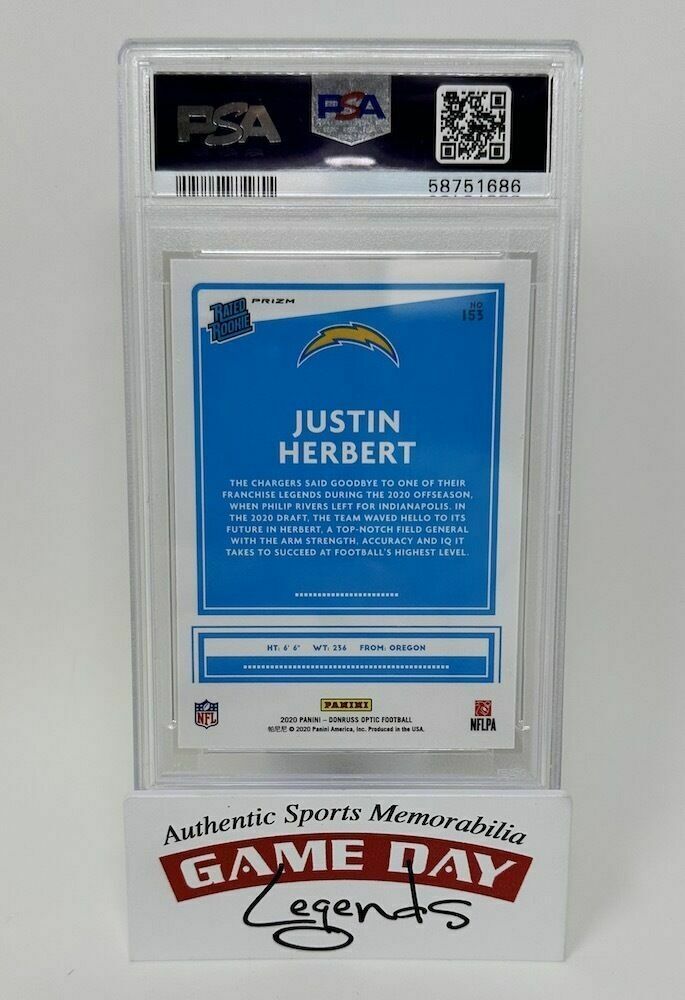 PSA
PSA
58751686
RATED
ROOKIE
PRIZM
NO
153
JUSTIN
HERBERT
THE CHARGERS SAID GOODBYE TO ONE OF THEIR
FRANCHISE LEGENDS DURING THE 2020 OFFSEASON,
WHEN PHILIP RIVERS LEFT FOR INDIANAPOLIS. IN
THE 2020 DRAFT, THE TEAM WAVED HELLO TO ITS
FUTURE IN HERBERT, A TOP-NOTCH FIELD GENERAL
WITH THE ARM STRENGTH, ACCURACY AND IQ IT
TAKES TO SUCCEED AT FOOTBALL'S HIGHEST LEVEL.
HT: 6' 6" WT: 236 FROM: OREGON
NFL
PANINI
NFLPA
2020 PANINI – DONRUSS OPTIC FOOTBALL
帕尼尼 © 2020 Panini America, Inc. Produced in the USA.
Authentic Sports Memorabilia
GAME DAY
Legends